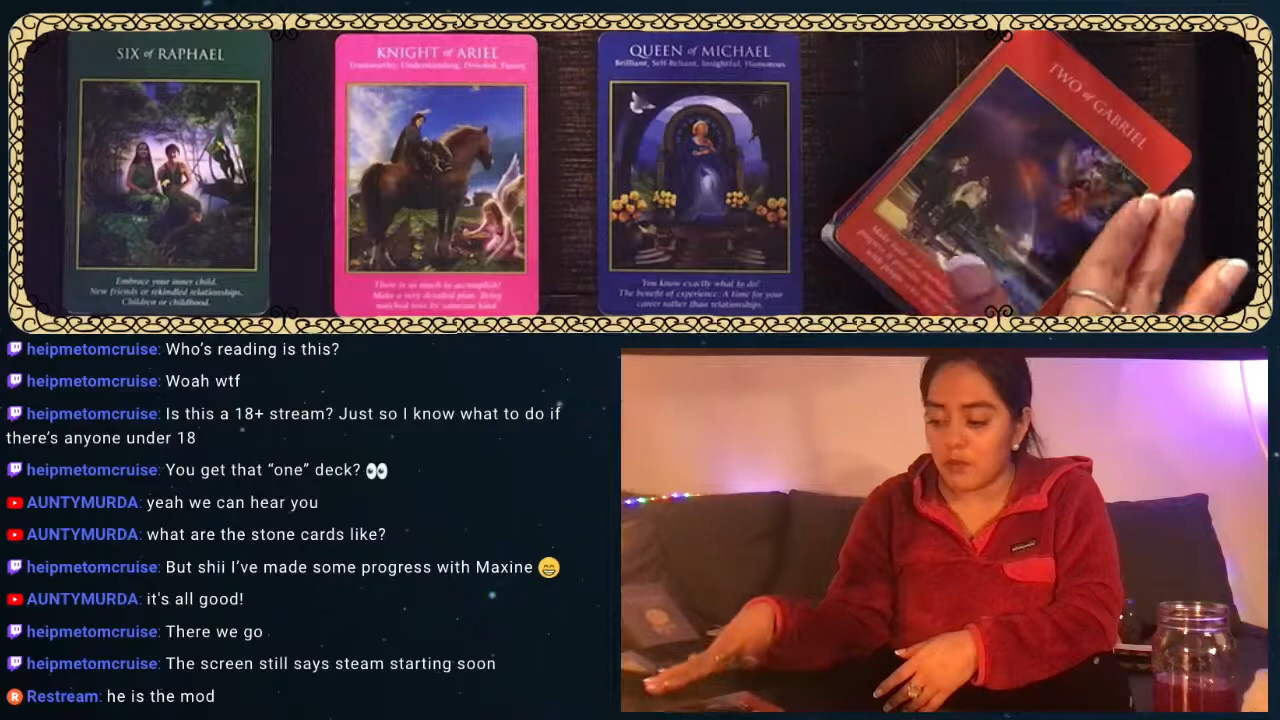 SIX of RAPHAEL
Embrace your inner child.
New friends or rekindled relationships.
Children or childhood.
KNIGHT of ARIEL
Trustworthy, Understanding, Devoted, Funny
There is so much to accomplish!
Make a very detailed plan. Being
watched over by someone kind.
QUEEN of MICHAEL
Brilliant, Self-Reliant, Insightful, Humorous
You know exactly what to do!
The benefit of experience. A time for your
career rather than relationships.
TWO of GABRIEL
Make
heipmetomcruise: Who's reading is this?
heipmetomcruise: Woah wtf
heipmetomcruise: Is this a 18+ stream? Just so I know what to do if
there's anyone under 18
heipmetomcruise: You get that “one” deck? 👀
AUNTYMURDA: yeah we can hear you
AUNTYMURDA: what are the stone cards like?
heipmetomcruise: But shii I've made some progress with Maxine 😁
AUNTYMURDA: it's all good!
heipmetomcruise: There we go
heipmetomcruise: The screen still says steam starting soon
R Restream: he is the mod
patagonia